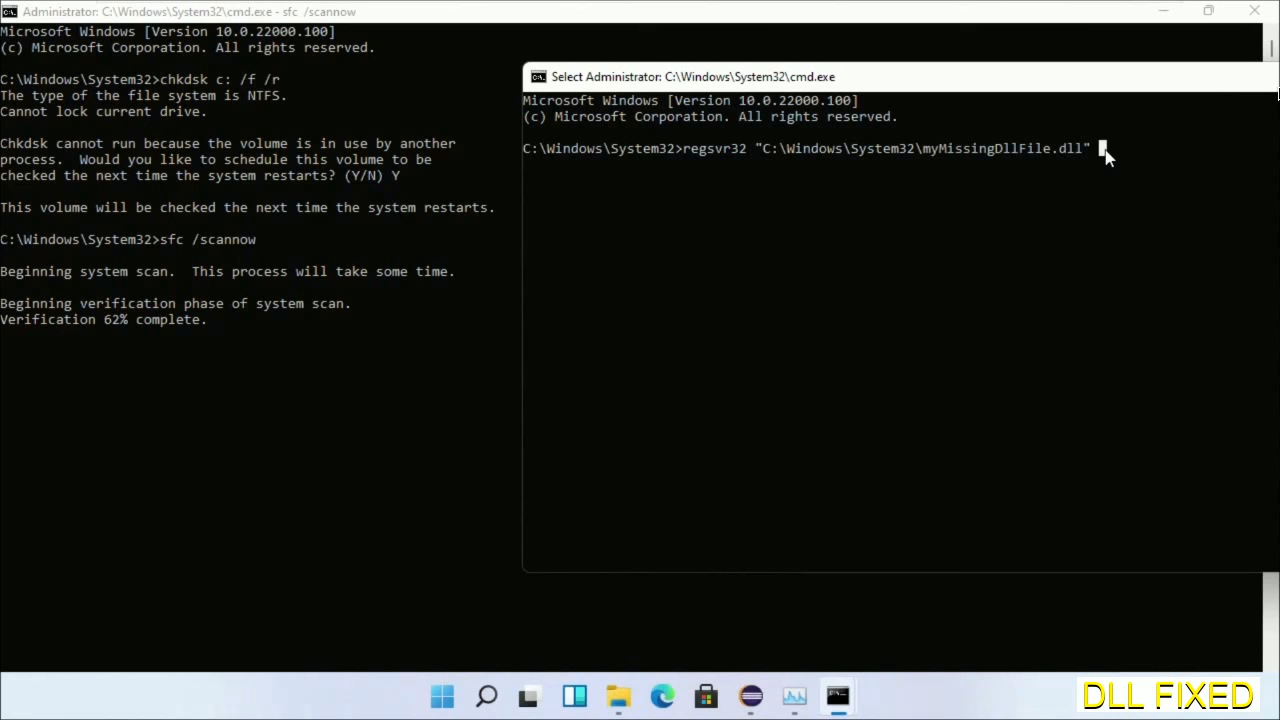 Administrator: C:\Windows\System32\cmd.exe - sfc /scannow
Microsoft Windows [Version 10.0.22000.100]
(c) Microsoft Corporation. All rights reserved.
C:\Windows\System32>chkdsk c: /f /r
The type of the file system is NTFS.
Cannot lock current drive.
Chkdsk cannot run because the volume is in use by another
process.  Would you like to schedule this volume to be
checked the next time the system restarts? (Y/N) Y
This volume will be checked the next time the system restarts.
C:\Windows\System32>sfc /scannow
Beginning system scan.  This process will take some time.
Beginning verification phase of system scan.
Verification 62% complete.
Select Administrator: C:\Windows\System32\cmd.exe
Microsoft Windows [Version 10.0.22000.100]
(c) Microsoft Corporation. All rights reserved.
C:\Windows\System32>regsvr32 "C:\Windows\System32\myMissingDllFile.dll"
DLL FIXED